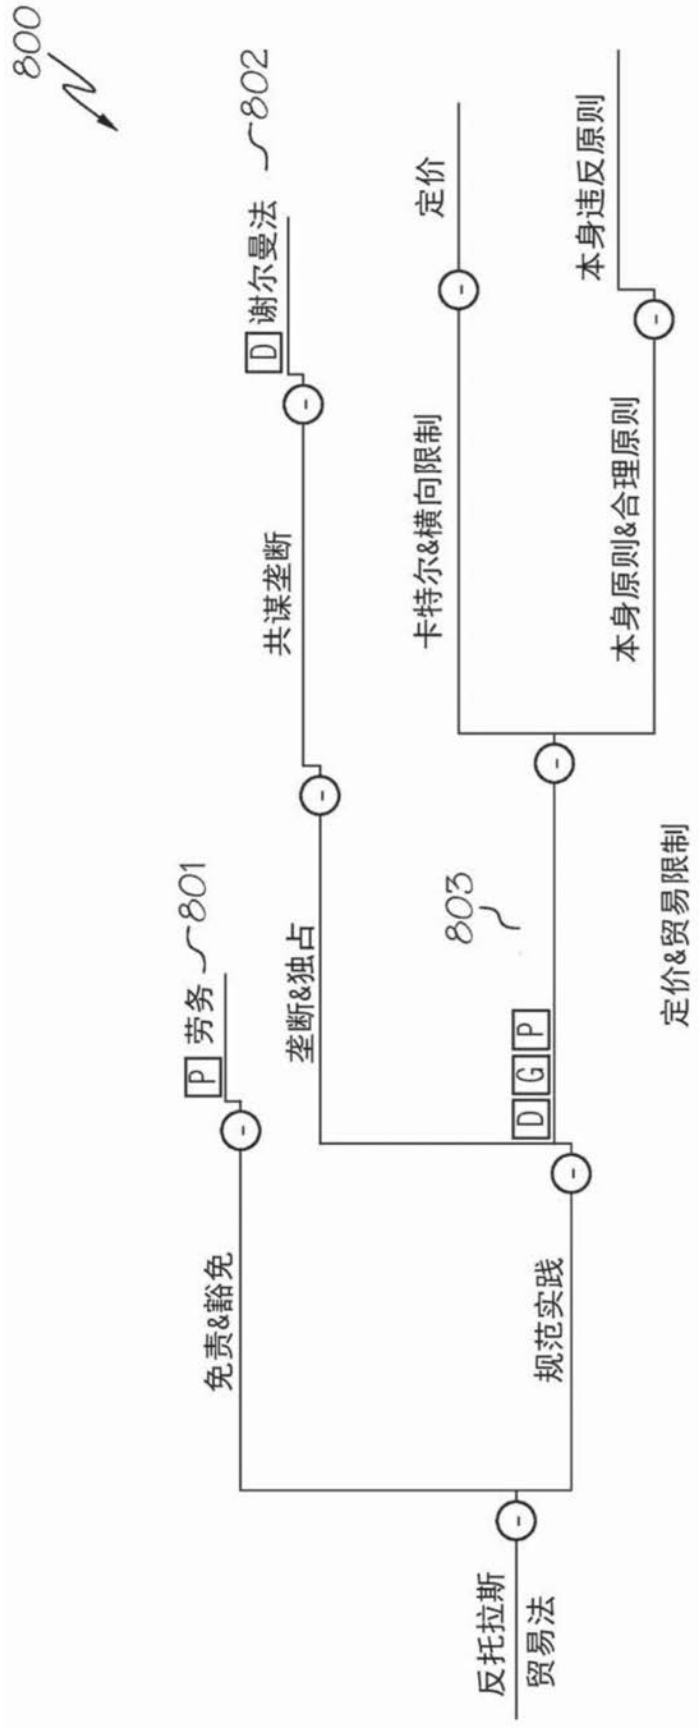 800
P 劳务
801
D 谢尔曼法
802
免责&豁免
共谋垄断
垄断&独占
定价
卡特尔&横向限制
803
D G P
本身违反原则
本身原则&合理原则
规范实践
定价&贸易限制
反托拉斯
贸易法